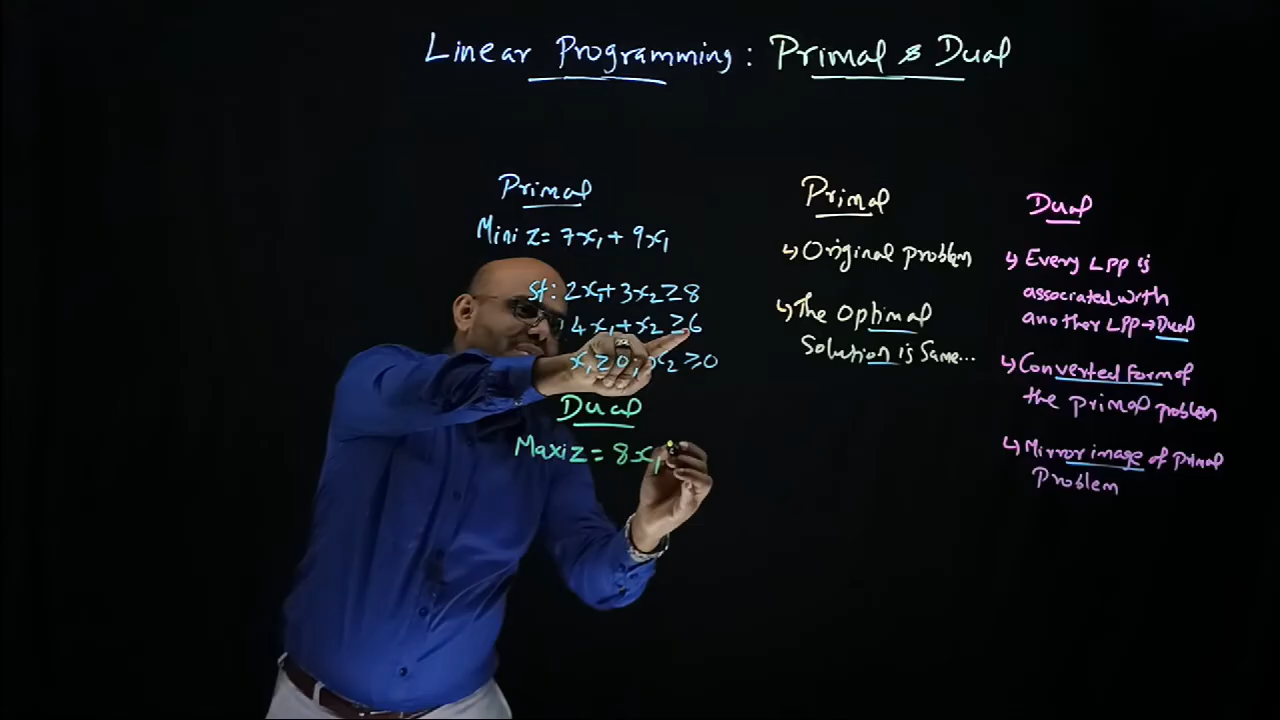 Linear Programming: Primal & Dual
Primal
Mini Z = 7x₁ + 9x₁
st: 2x₁ + 3x₂ ≥ 8
4x₁ + x₂ ≥ 6
x₁ ≥ 0; x₂ ≥ 0
Dual
Maxi Z = 8x₁
Primal
↳ Original problem
↳ The Optimal
Solution is Same...
Dual
↳ Every LPP is
associated with
another LPP → Dual
↳ Converted form of
the primal problem
↳ Mirror image of primal
Problem